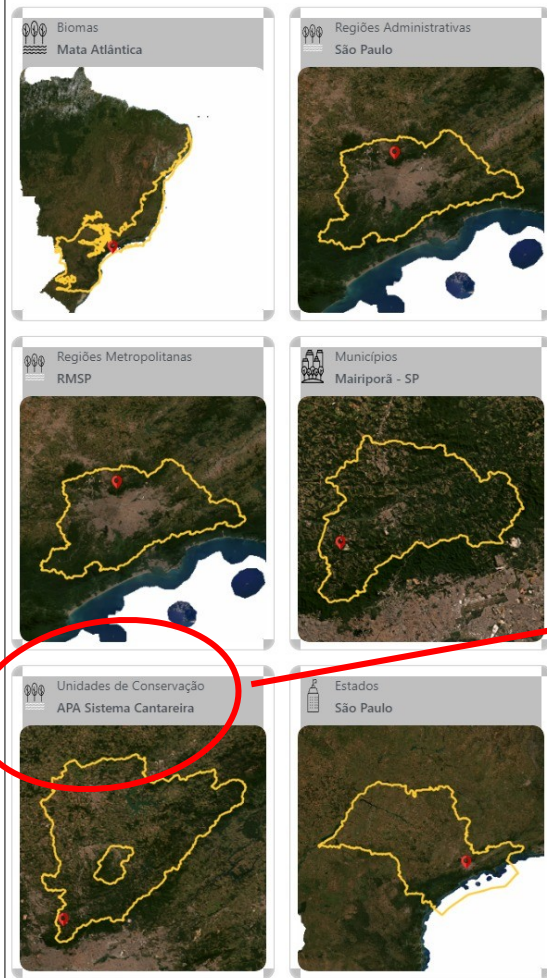 Biomas
Mata Atlântica
Regiões Administrativas
São Paulo
Regiões Metropolitanas
RMSP
Municípios
Mairiporã - SP
Unidades de Conservação
APA Sistema Cantareira
Estados
São Paulo